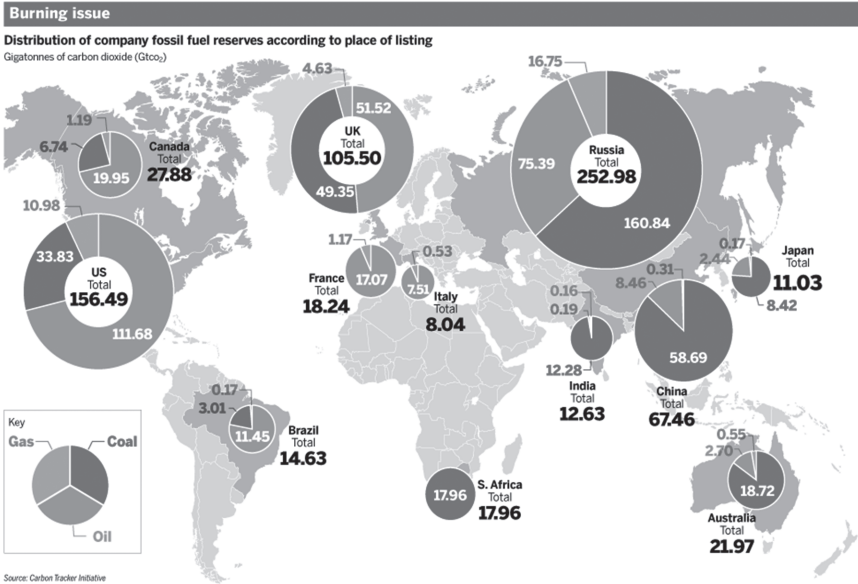 Burning issue
Distribution of company fossil fuel reserves according to place of listing
Gigatonnes of carbon dioxide (Gtco2)
1.19
6.74
19.95
Canada
Total
27.88
10.98
33.83
US
Total
156.49
111.68
4.63
51.52
UK
Total
105.50
49.35
16.75
75.39
Russia
Total
252.98
160.84
1.17
17.07
France
Total
18.24
0.53
7.51
Italy
Total
8.04
0.17
2.44
8.42
Japan
Total
11.03
0.31
8.46
58.69
China
Total
67.46
0.16
0.19
12.28
India
Total
12.63
0.17
3.01
11.45
Brazil
Total
14.63
17.96
S. Africa
Total
17.96
0.55
2.70
18.72
Australia
Total
21.97
Key
Gas
Coal
Oil
Source: Carbon Tracker Initiative